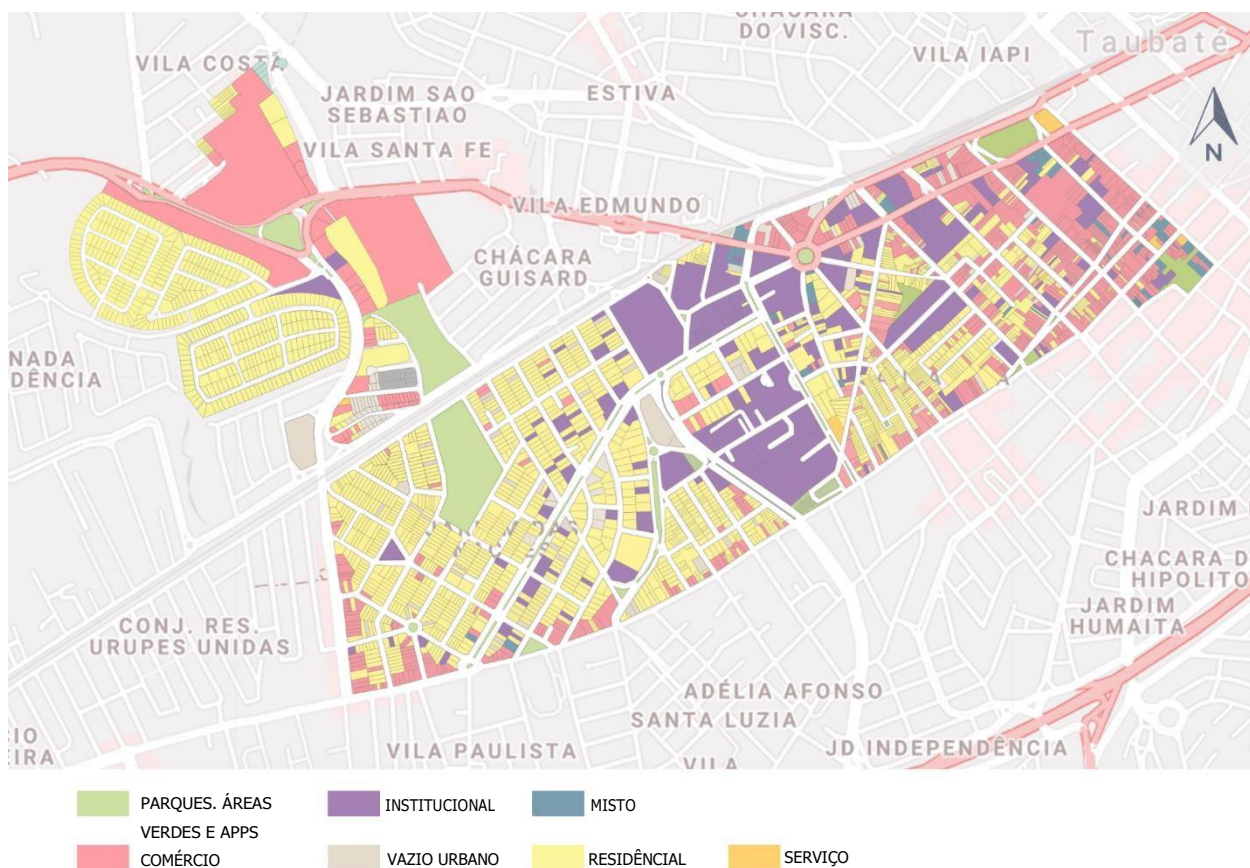 CHÁCARA
DO VISC.
VILA IAPI
Taubaté
VILA COSTA
JARDIM SAO
SEBASTIAO
ESTIVA
VILA SANTA FE
N
VILA EDMUNDO
CHÁCARA
GUISARD
NADA
DÊNCIA
JARDIM
CHACARA D
HIPOLITO
JARDIM
HUMAITA
CONJ. RES.
URUPES UNIDAS
ADÉLIA AFONSO
SANTA LUZIA
CIO
EIRA
VILA PAULISTA
VILA
JD INDEPENDÊNCIA
PARQUES. ÁREAS
VERDES E APPS
INSTITUCIONAL
MISTO
COMÉRCIO
VAZIO URBANO
RESIDÊNCIAL
SERVIÇO